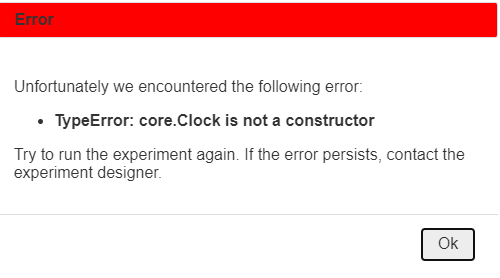 Error
Unfortunately we encountered the following error:
• TypeError: core.Clock is not a constructor
Try to run the experiment again. If the error persists, contact the
experiment designer.
Ok